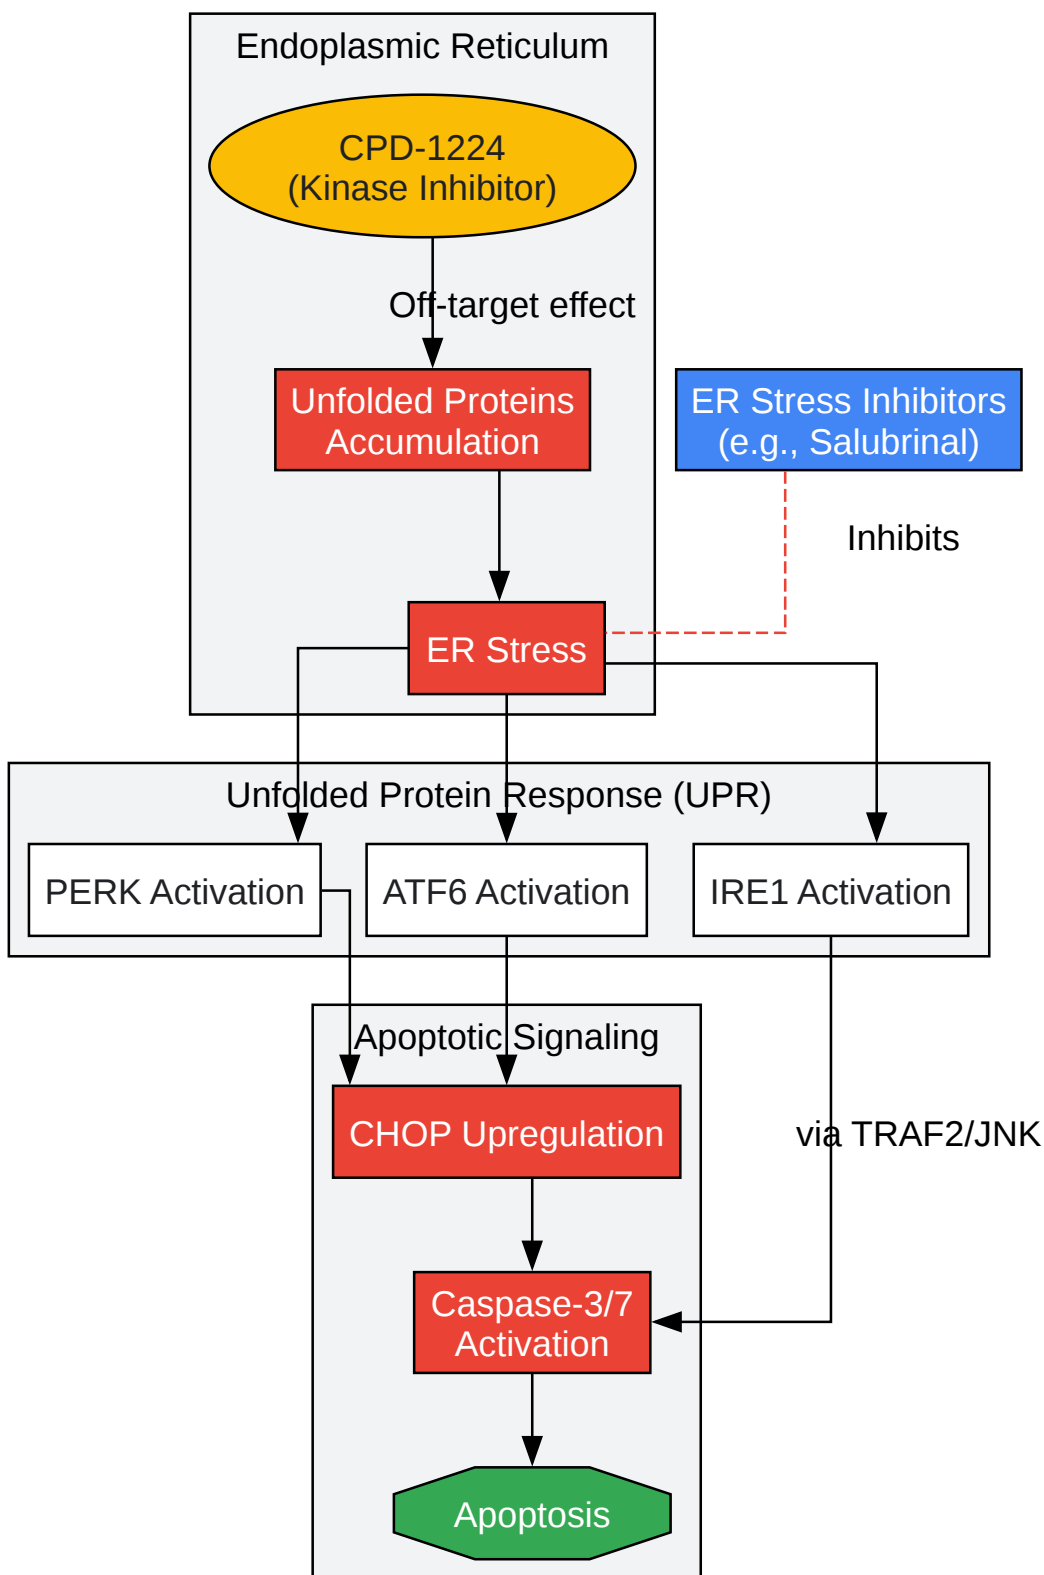 Endoplasmic Reticulum
CPD-1224
(Kinase Inhibitor)
Off-target effect
Unfolded Proteins
Accumulation
ER Stress Inhibitors
(e.g., Salubrinal)
Inhibits
ER Stress
Unfolded Protein Response (UPR)
PERK Activation
ATF6 Activation
IRE1 Activation
Apoptotic Signaling
CHOP Upregulation
via TRAF2/JNK
Caspase-3/7
Activation
Apoptosis